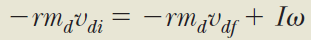 −rm_d v_di = −rm_d v_df + Iω